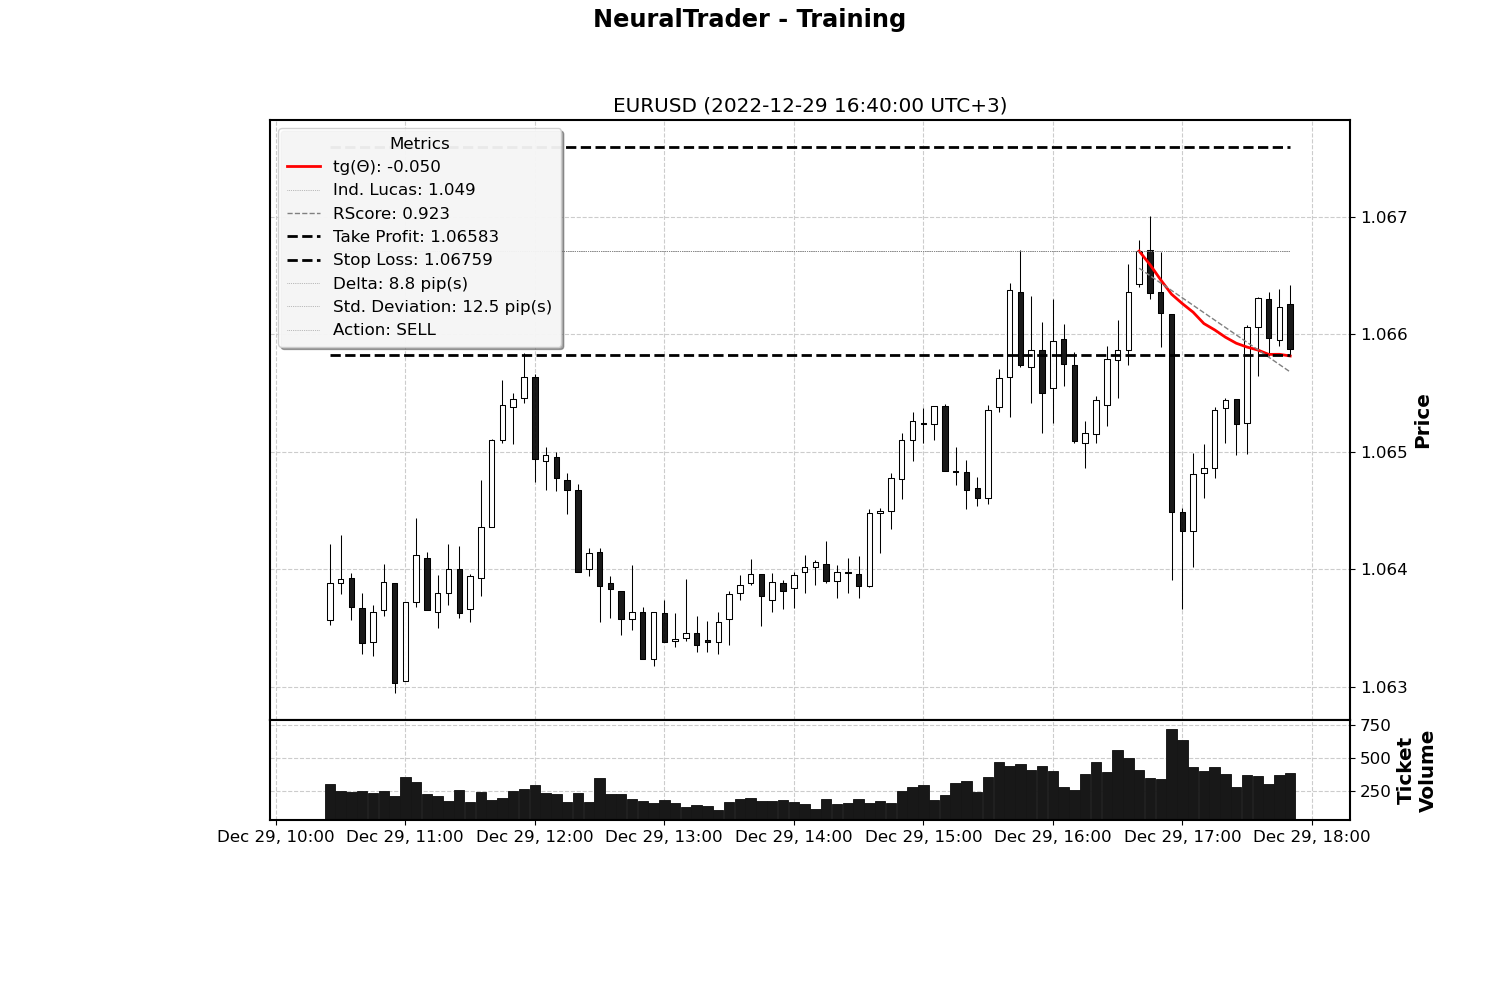 NeuralTrader - Training
EURUSD (2022-12-29 16:40:00 UTC+3)
Metrics
tg(Θ): -0.050
Ind. Lucas: 1.049
RScore: 0.923
Take Profit: 1.06583
Stop Loss: 1.06759
Delta: 8.8 pip(s)
Std. Deviation: 12.5 pip(s)
Action: SELL
1.067
1.066
1.065
1.064
1.063
Price
750
500
250
Ticket
Volume
Dec 29, 10:00 Dec 29, 11:00 Dec 29, 12:00 Dec 29, 13:00 Dec 29, 14:00 Dec 29, 15:00 Dec 29, 16:00 Dec 29, 17:00 Dec 29, 18:00